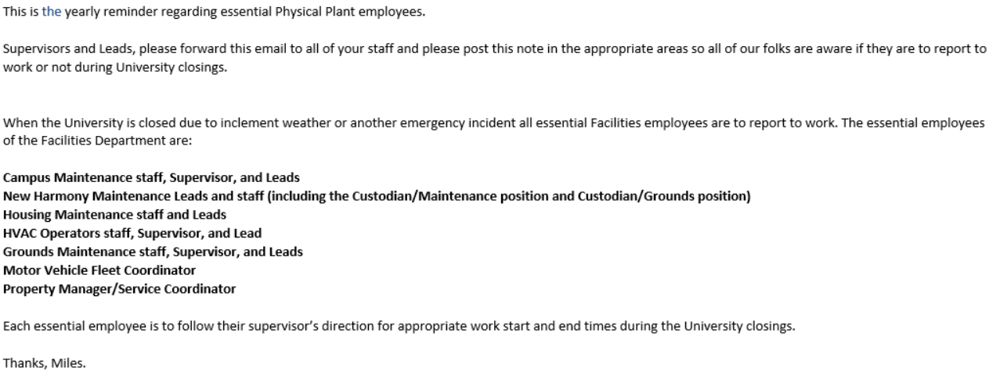 This is the yearly reminder regarding essential Physical Plant employees.
Supervisors and Leads, please forward this email to all of your staff and please post this note in the appropriate areas so all of our folks are aware if they are to report to
work or not during University closings.
When the University is closed due to inclement weather or another emergency incident all essential Facilities employees are to report to work. The essential employees
of the Facilities Department are:
Campus Maintenance staff, Supervisor, and Leads
New Harmony Maintenance Leads and staff (including the Custodian/Maintenance position and Custodian/Grounds position)
Housing Maintenance staff and Leads
HVAC Operators staff, Supervisor, and Lead
Grounds Maintenance staff, Supervisor, and Leads
Motor Vehicle Fleet Coordinator
Property Manager/Service Coordinator
Each essential employee is to follow their supervisor’s direction for appropriate work start and end times during the University closings.
Thanks, Miles.